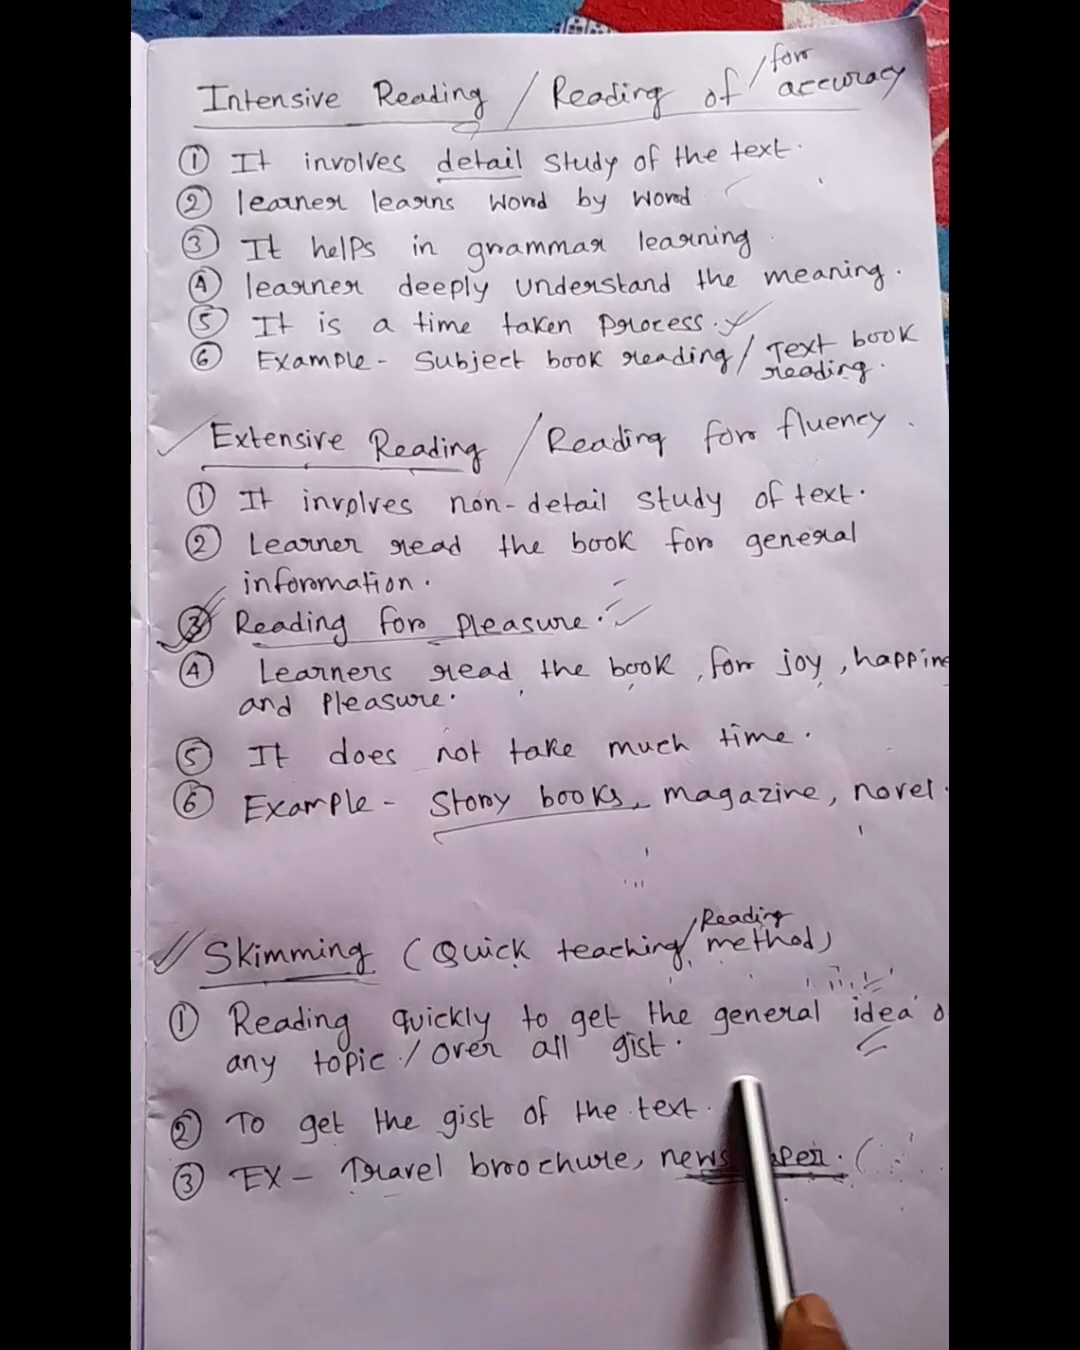 Intensive Reading / Reading of / for accuracy
① It involves detail study of the text.
② learner learns word by word
③ It helps in grammar learning
④ learner deeply understand the meaning.
⑤ It is a time taken process.
⑥ Example - Subject book reading / Text book reading.
Extensive Reading / Reading for fluency.
① It involves non-detail study of text.
② Learner read the book for general
information.
③ Reading for pleasure.
④ Learners read the book, for joy, happine
and pleasure.
⑤ It does not take much time.
⑥ Example - Story books, magazine, novel.
Skimming (Quick teaching / Reading method)
① Reading quickly to get the general idea o
any topic / over all gist.
② To get the gist of the text.
③ EX - Travel brochure,